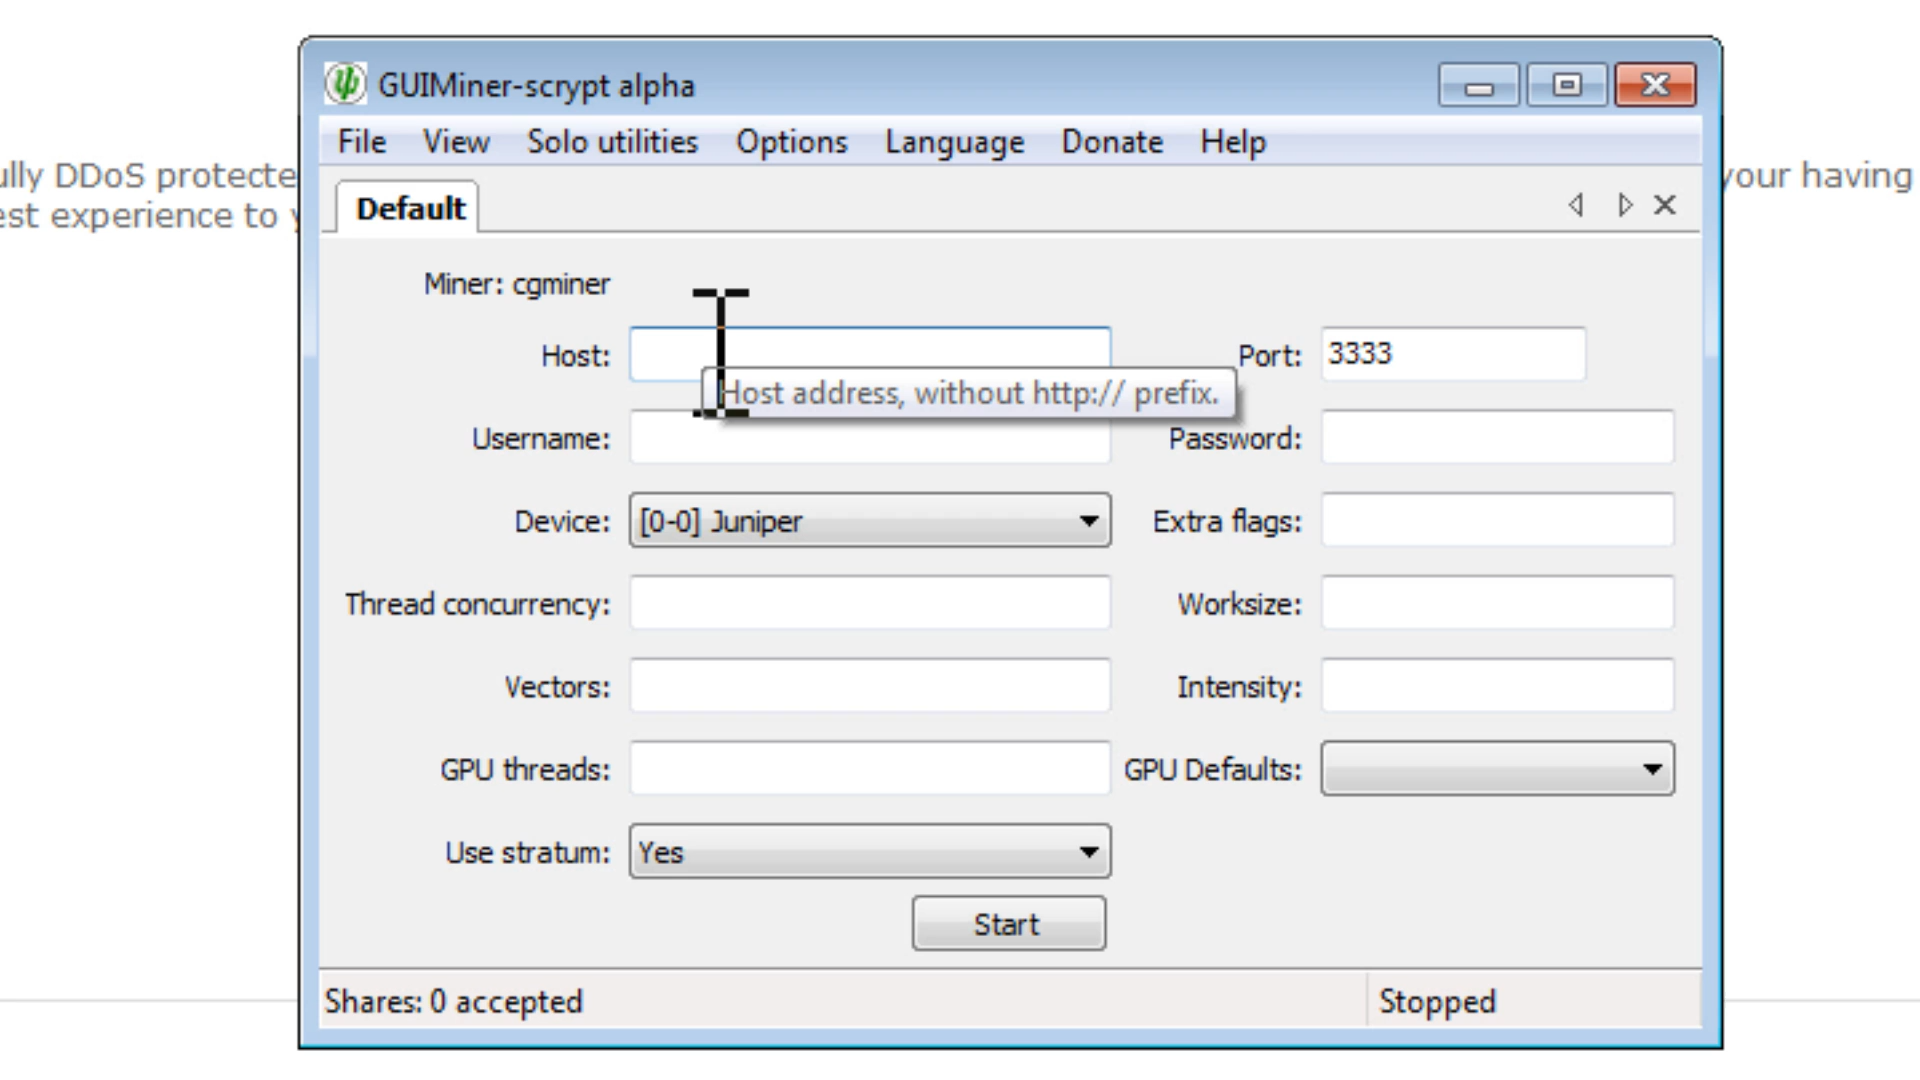 GUIMiner-scrypt alpha
File View Solo utilities Options Language Donate Help
ully DDoS protecte your having
est experience to
Default
Miner: cgminer
Host: Port: 3333
Host address, without http:// prefix.
Username: Password:
Device: [0-0] Juniper Extra flags:
Thread concurrency: Worksize:
Vectors: Intensity:
GPU threads: GPU Defaults:
Use stratum: Yes
Start
Shares: 0 accepted Stopped